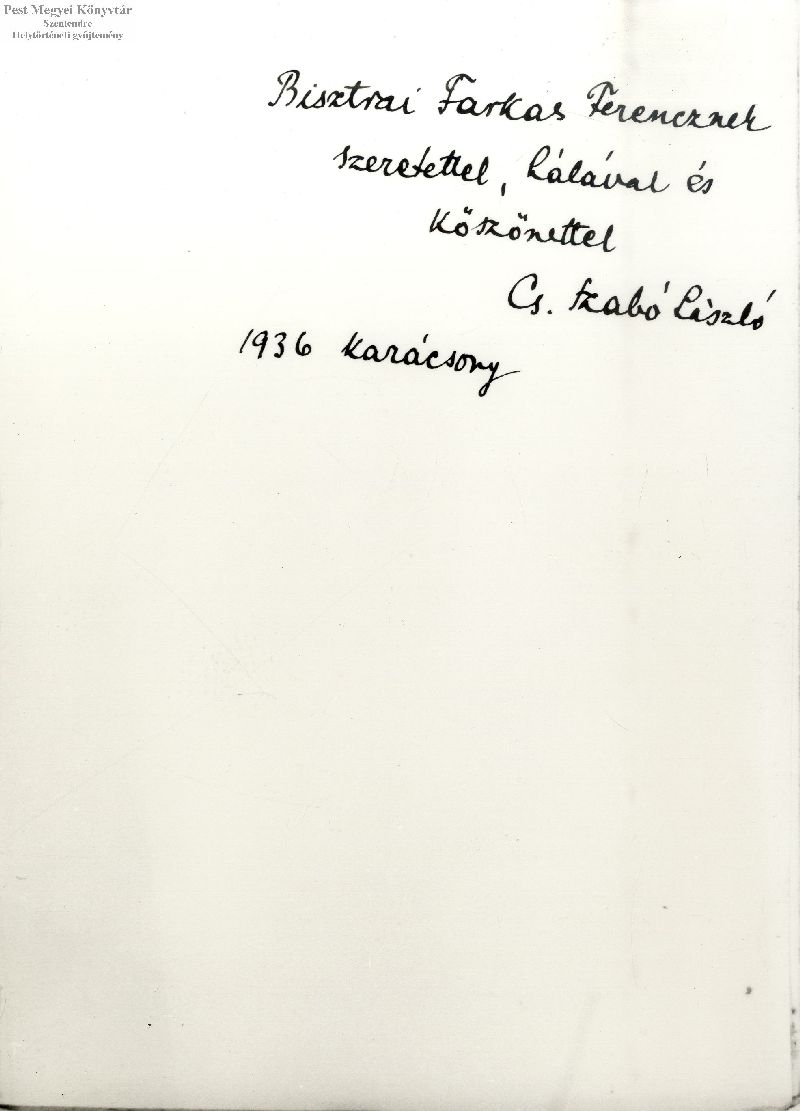 Pest Megyei Könyvtár
Szentendre
Helytörténeti gyűjtemény
Bisztrai Farkas Ferencznek
szeretettel, hálával és
köszönettel
Cs. Szabó László
1936 karácsony